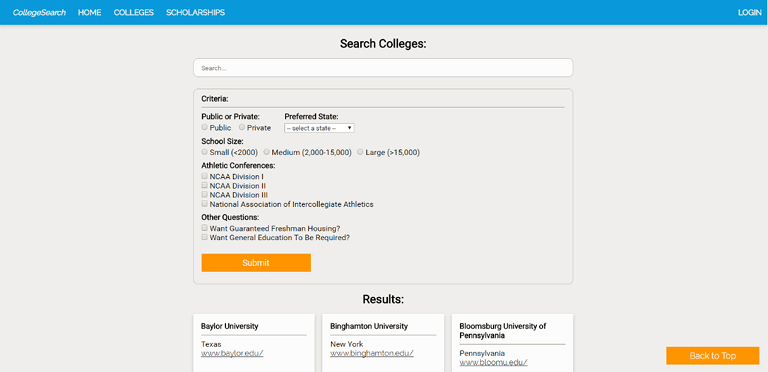 CollegeSearch HOME COLLEGES SCHOLARSHIPS LOGIN
Search Colleges:
Search...
Criteria:
Public or Private: Preferred State:
Public Private -- select a state --
School Size:
Small (<2000) Medium (2,000-15,000) Large (>15,000)
Athletic Conferences:
NCAA Division I
NCAA Division II
NCAA Division III
National Association of Intercollegiate Athletics
Other Questions:
Want Guaranteed Freshman Housing?
Want General Education To Be Required?
Submit
Results:
Baylor University
Texas
www.baylor.edu/
Binghamton University
New York
www.binghamton.edu/
Bloomsburg University of
Pennsylvania
Pennsylvania
www.bloomu.edu/
Back to Top